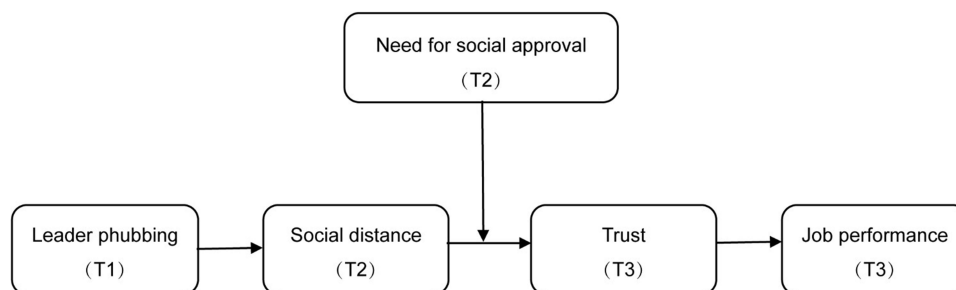 Need for social approval
（T2）
Leader phubbing
（T1）
Social distance
（T2）
Trust
（T3）
Job performance
（T3）